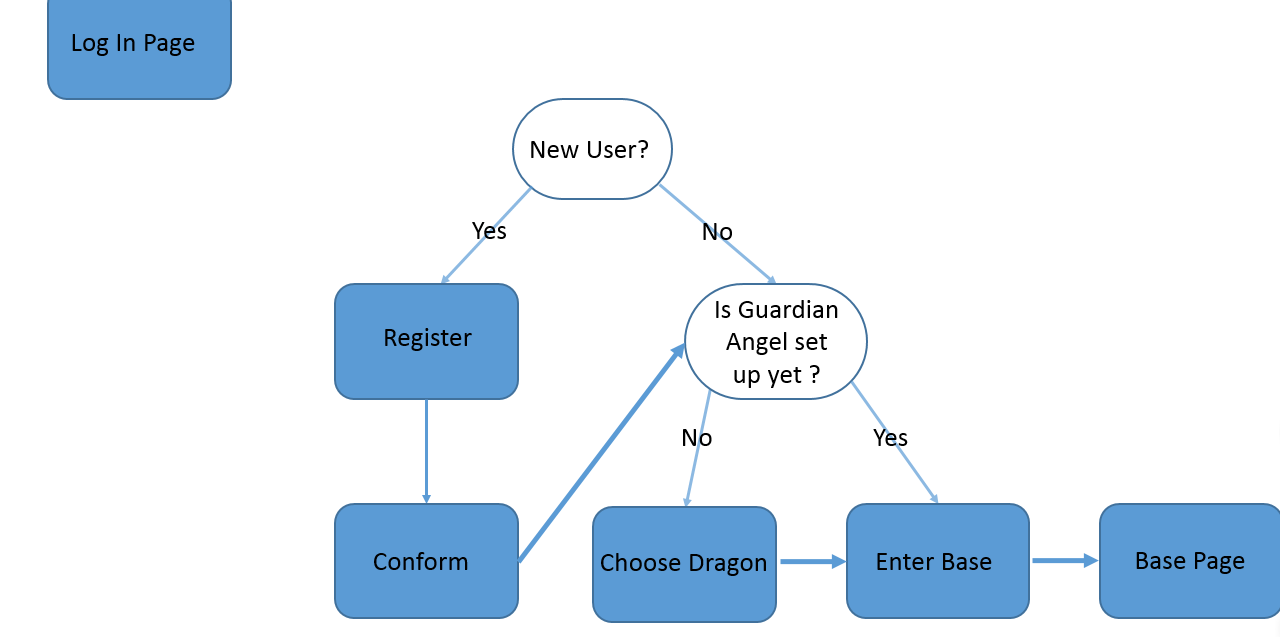 Log In Page
New User?
Yes
No
Register
Is Guardian
Angel set
up yet ?
No
Yes
Conform
Choose Dragon
Enter Base
Base Page